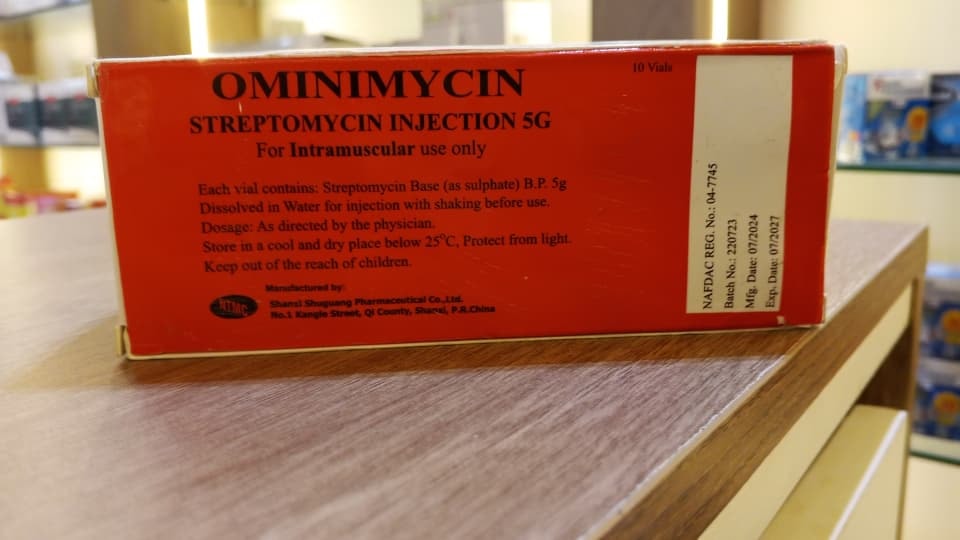 OMINIMYCIN
10 Vials
STREPTOMYCIN INJECTION 5G
For Intramuscular use only
Each vial contains: Streptomycin Base (as sulphate) B.P. 5g
Dissolved in Water for injection with shaking before use.
Dosage: As directed by the physician.
Store in a cool and dry place below 25°C, Protect from light.
Keep out of the reach of children.
Manufactured by:
Shanxi Shuguang Pharmaceutical Co.,Ltd.
No.1 Kangle Street, Qi County, Shanxi, P.R.China
NAFDAC REG. No.: 04-7745
Batch No.: 220723
Mfg. Date: 07/2024
Exp. Date: 07/2027